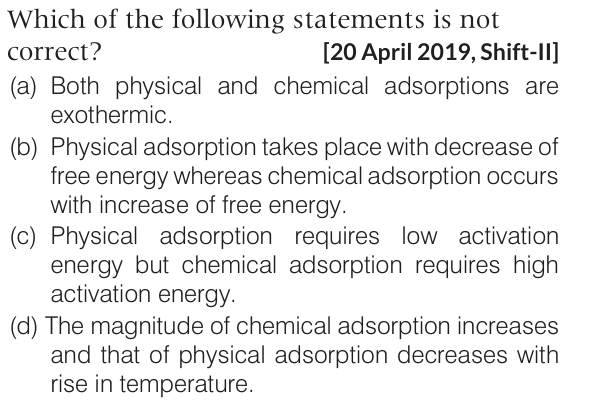 Which of the following statements is not
correct? [20 April 2019, Shift-II]
(a) Both physical and chemical adsorptions are
exothermic.
(b) Physical adsorption takes place with decrease of
free energy whereas chemical adsorption occurs
with increase of free energy.
(c) Physical adsorption requires low activation
energy but chemical adsorption requires high
activation energy.
(d) The magnitude of chemical adsorption increases
and that of physical adsorption decreases with
rise in temperature.